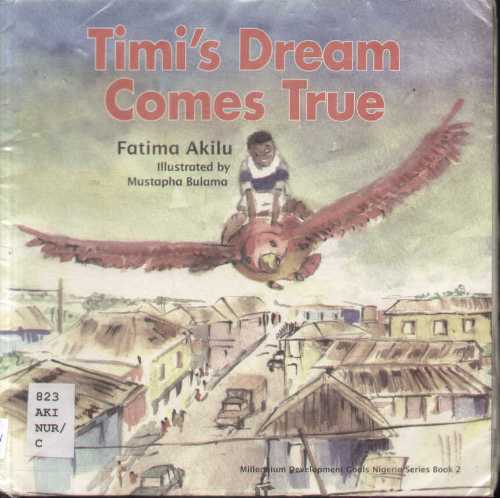 Timi's Dream
Comes True
Fatima Akilu
Illustrated by
Mustapha Bulama
823
AKI
NUR/
C
Millennium Development Goals Nigeria Series Book 2